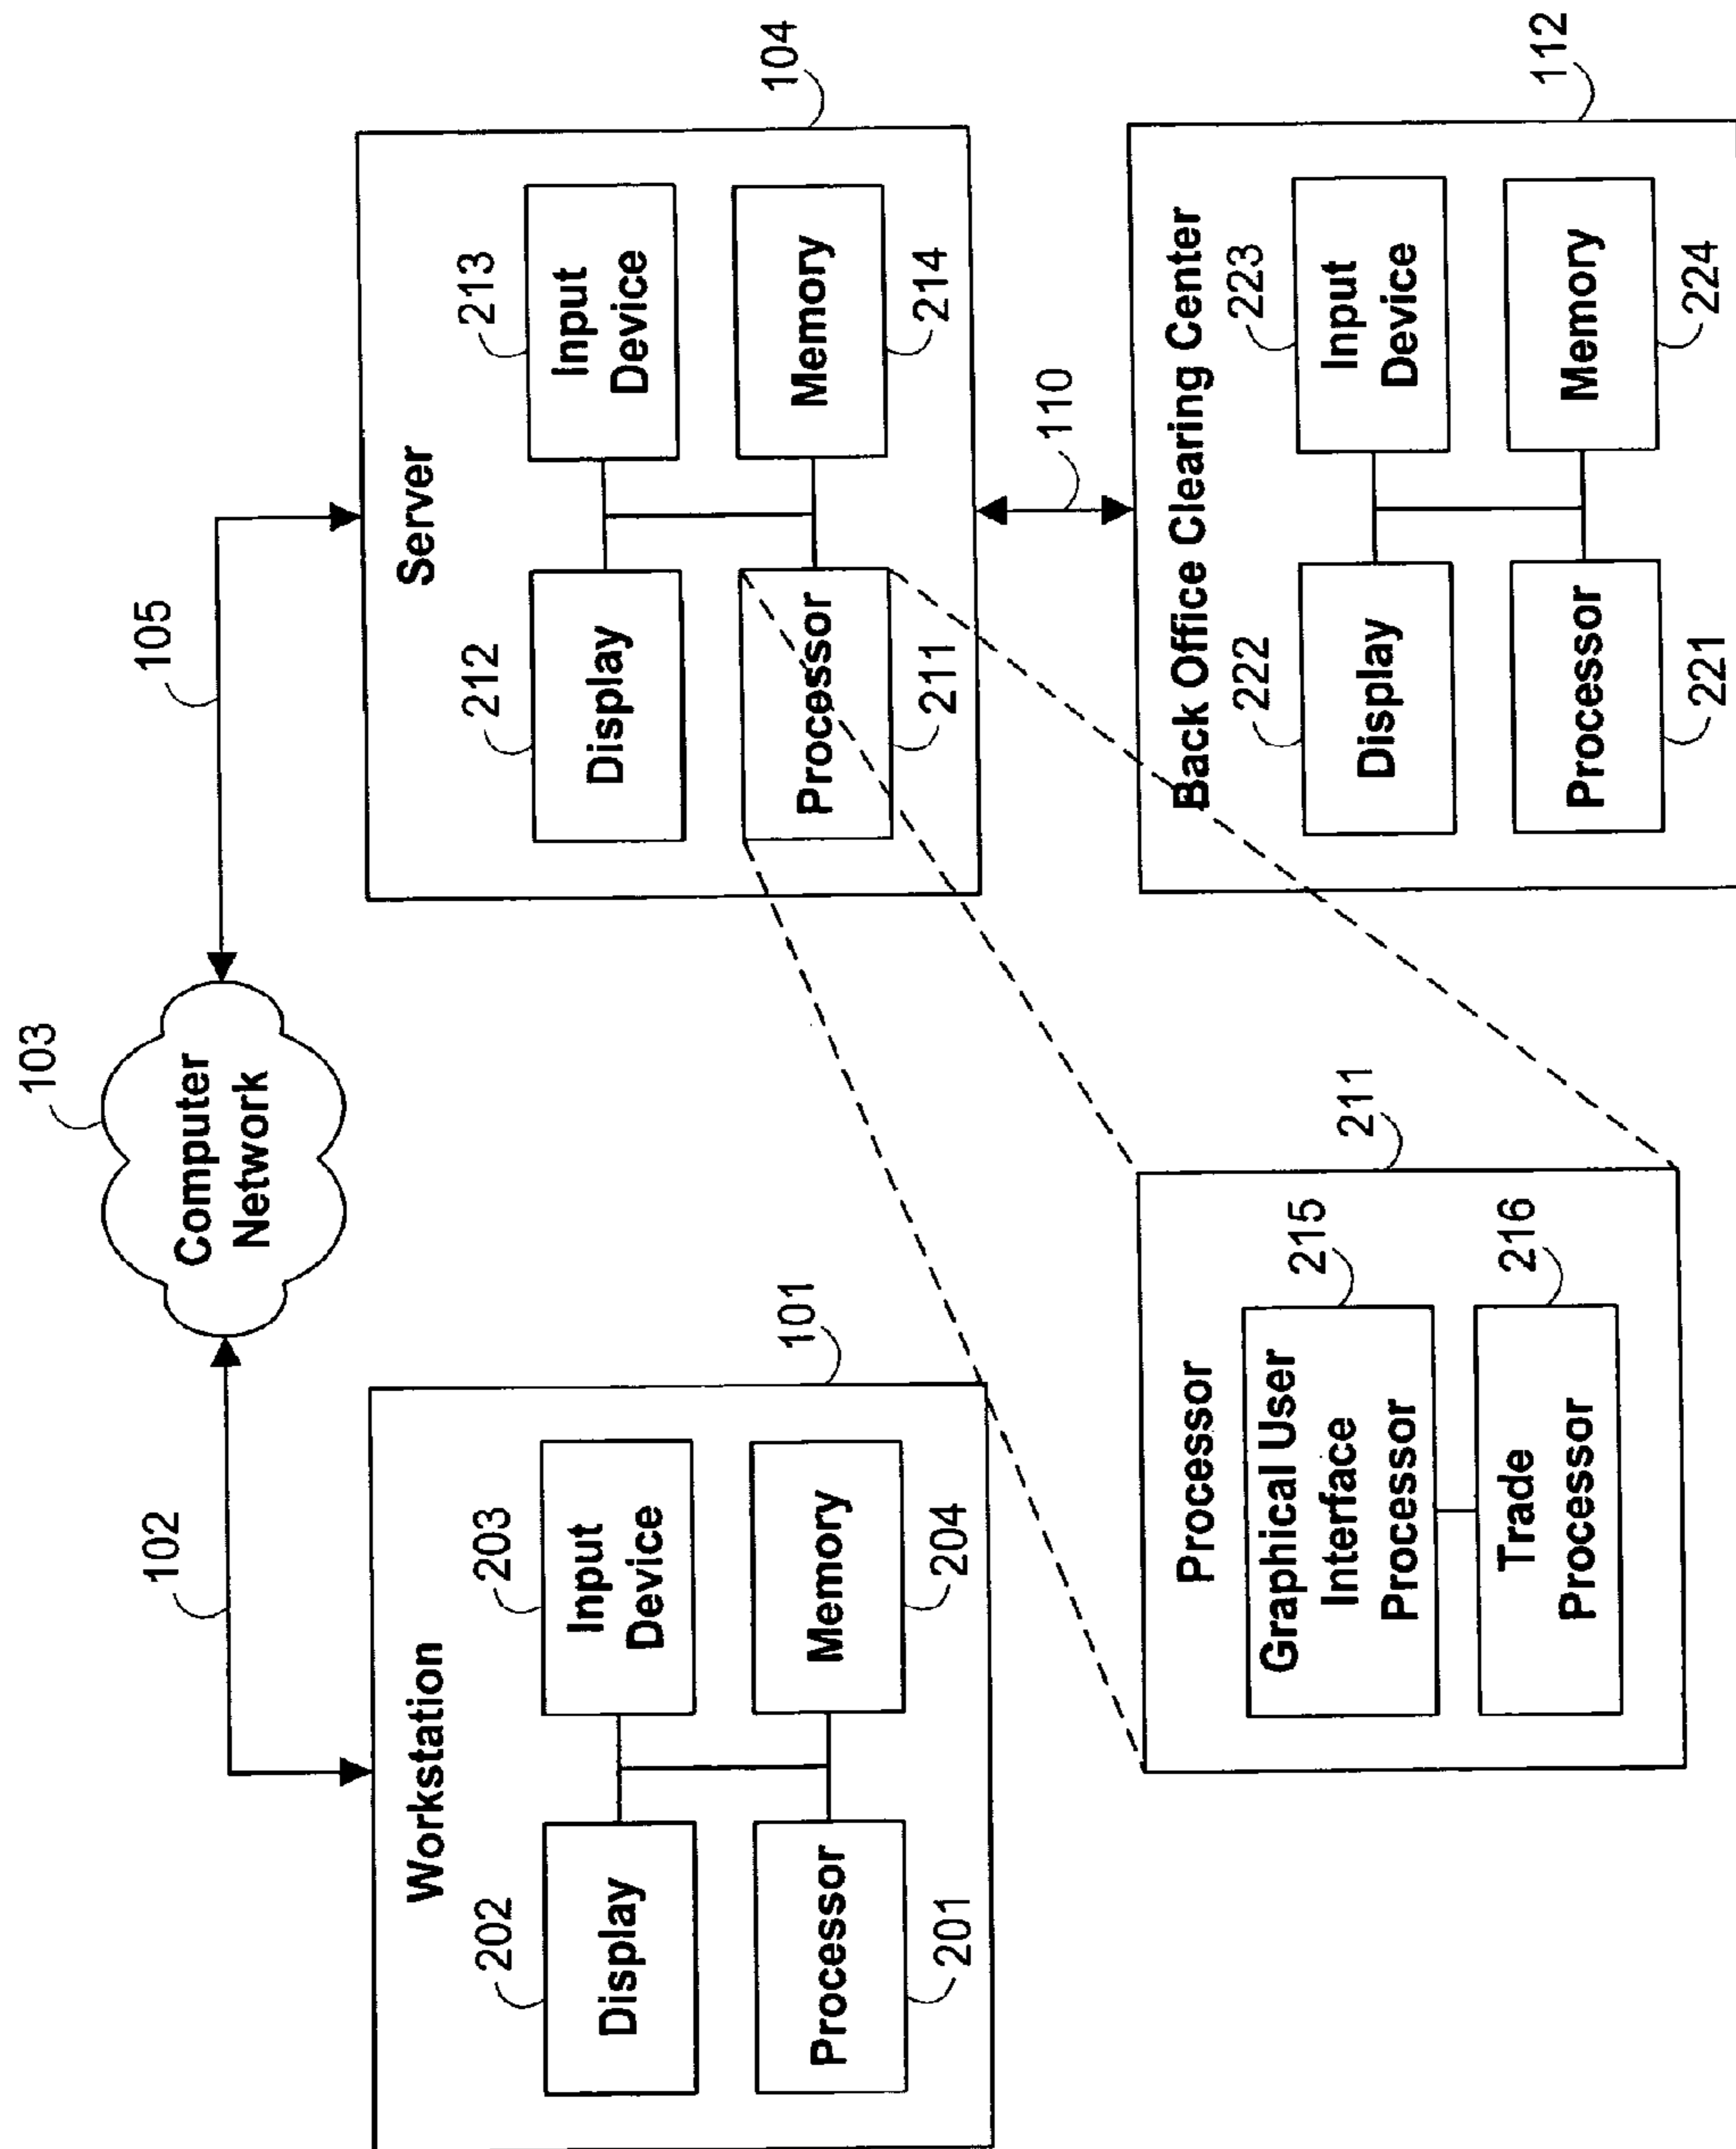 103
Computer
Network
102
105
Workstation
101
202
Display
203
Input
Device
Processor
201
Memory
204
Server
104
212
Display
213
Input
Device
Processor
211
Memory
214
110
Processor
211
Graphical User
Interface
Processor
215
Trade
Processor
216
Back Office Clearing Center
112
222
Display
223
Input
Device
Processor
221
Memory
224